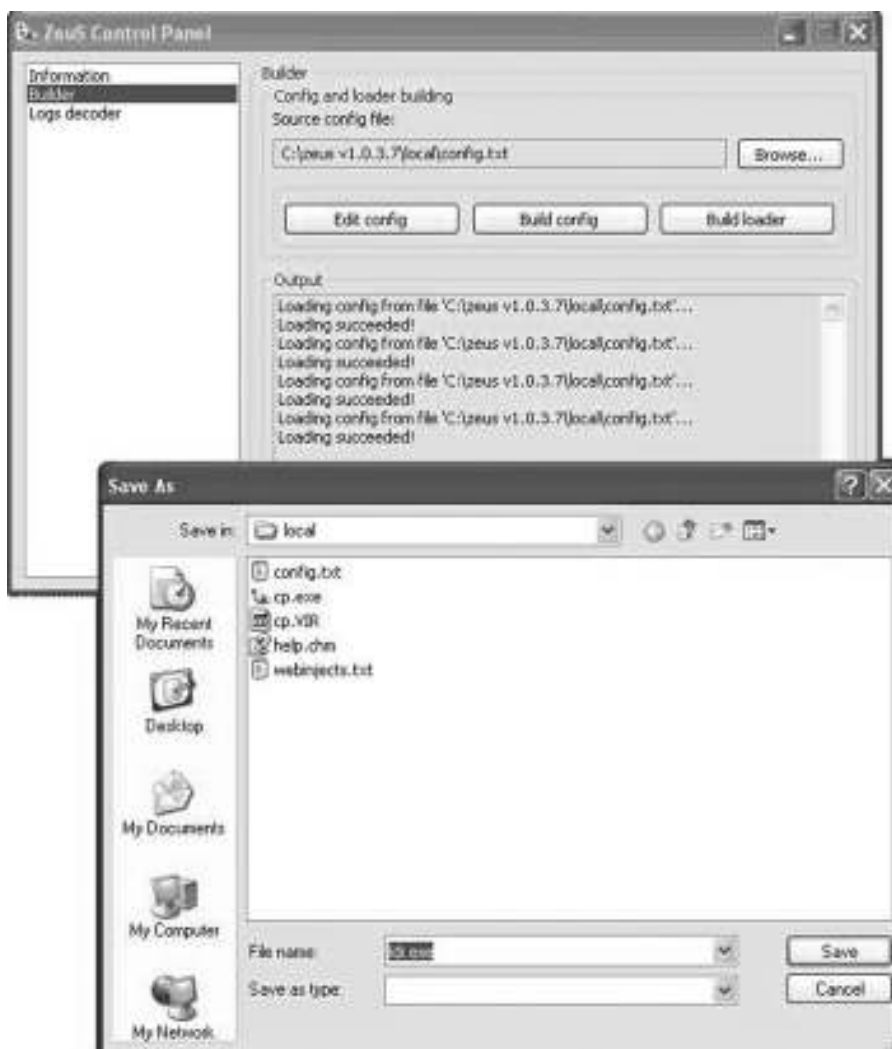 ZeuS Control Panel
Information
Builder
Logs decoder
Builder
Config and loader building
Source config file:
C:\zeus v1.0.3.7\local\config.txt
Browse...
Edit config
Build config
Build loader
Output
Loading config from file 'C:\zeus v1.0.3.7\local\config.txt'...
Loading succeeded!
Loading config from file 'C:\zeus v1.0.3.7\local\config.txt'...
Loading succeeded!
Loading config from file 'C:\zeus v1.0.3.7\local\config.txt'...
Loading succeeded!
Loading config from file 'C:\zeus v1.0.3.7\local\config.txt'...
Loading succeeded!
Save As
Save in:
local
config.txt
cp.exe
cp.VIR
help.chm
webinjects.txt
My Recent
Documents
Desktop
My Documents
My Computer
My Network
File name:
Save
Save as type:
Cancel